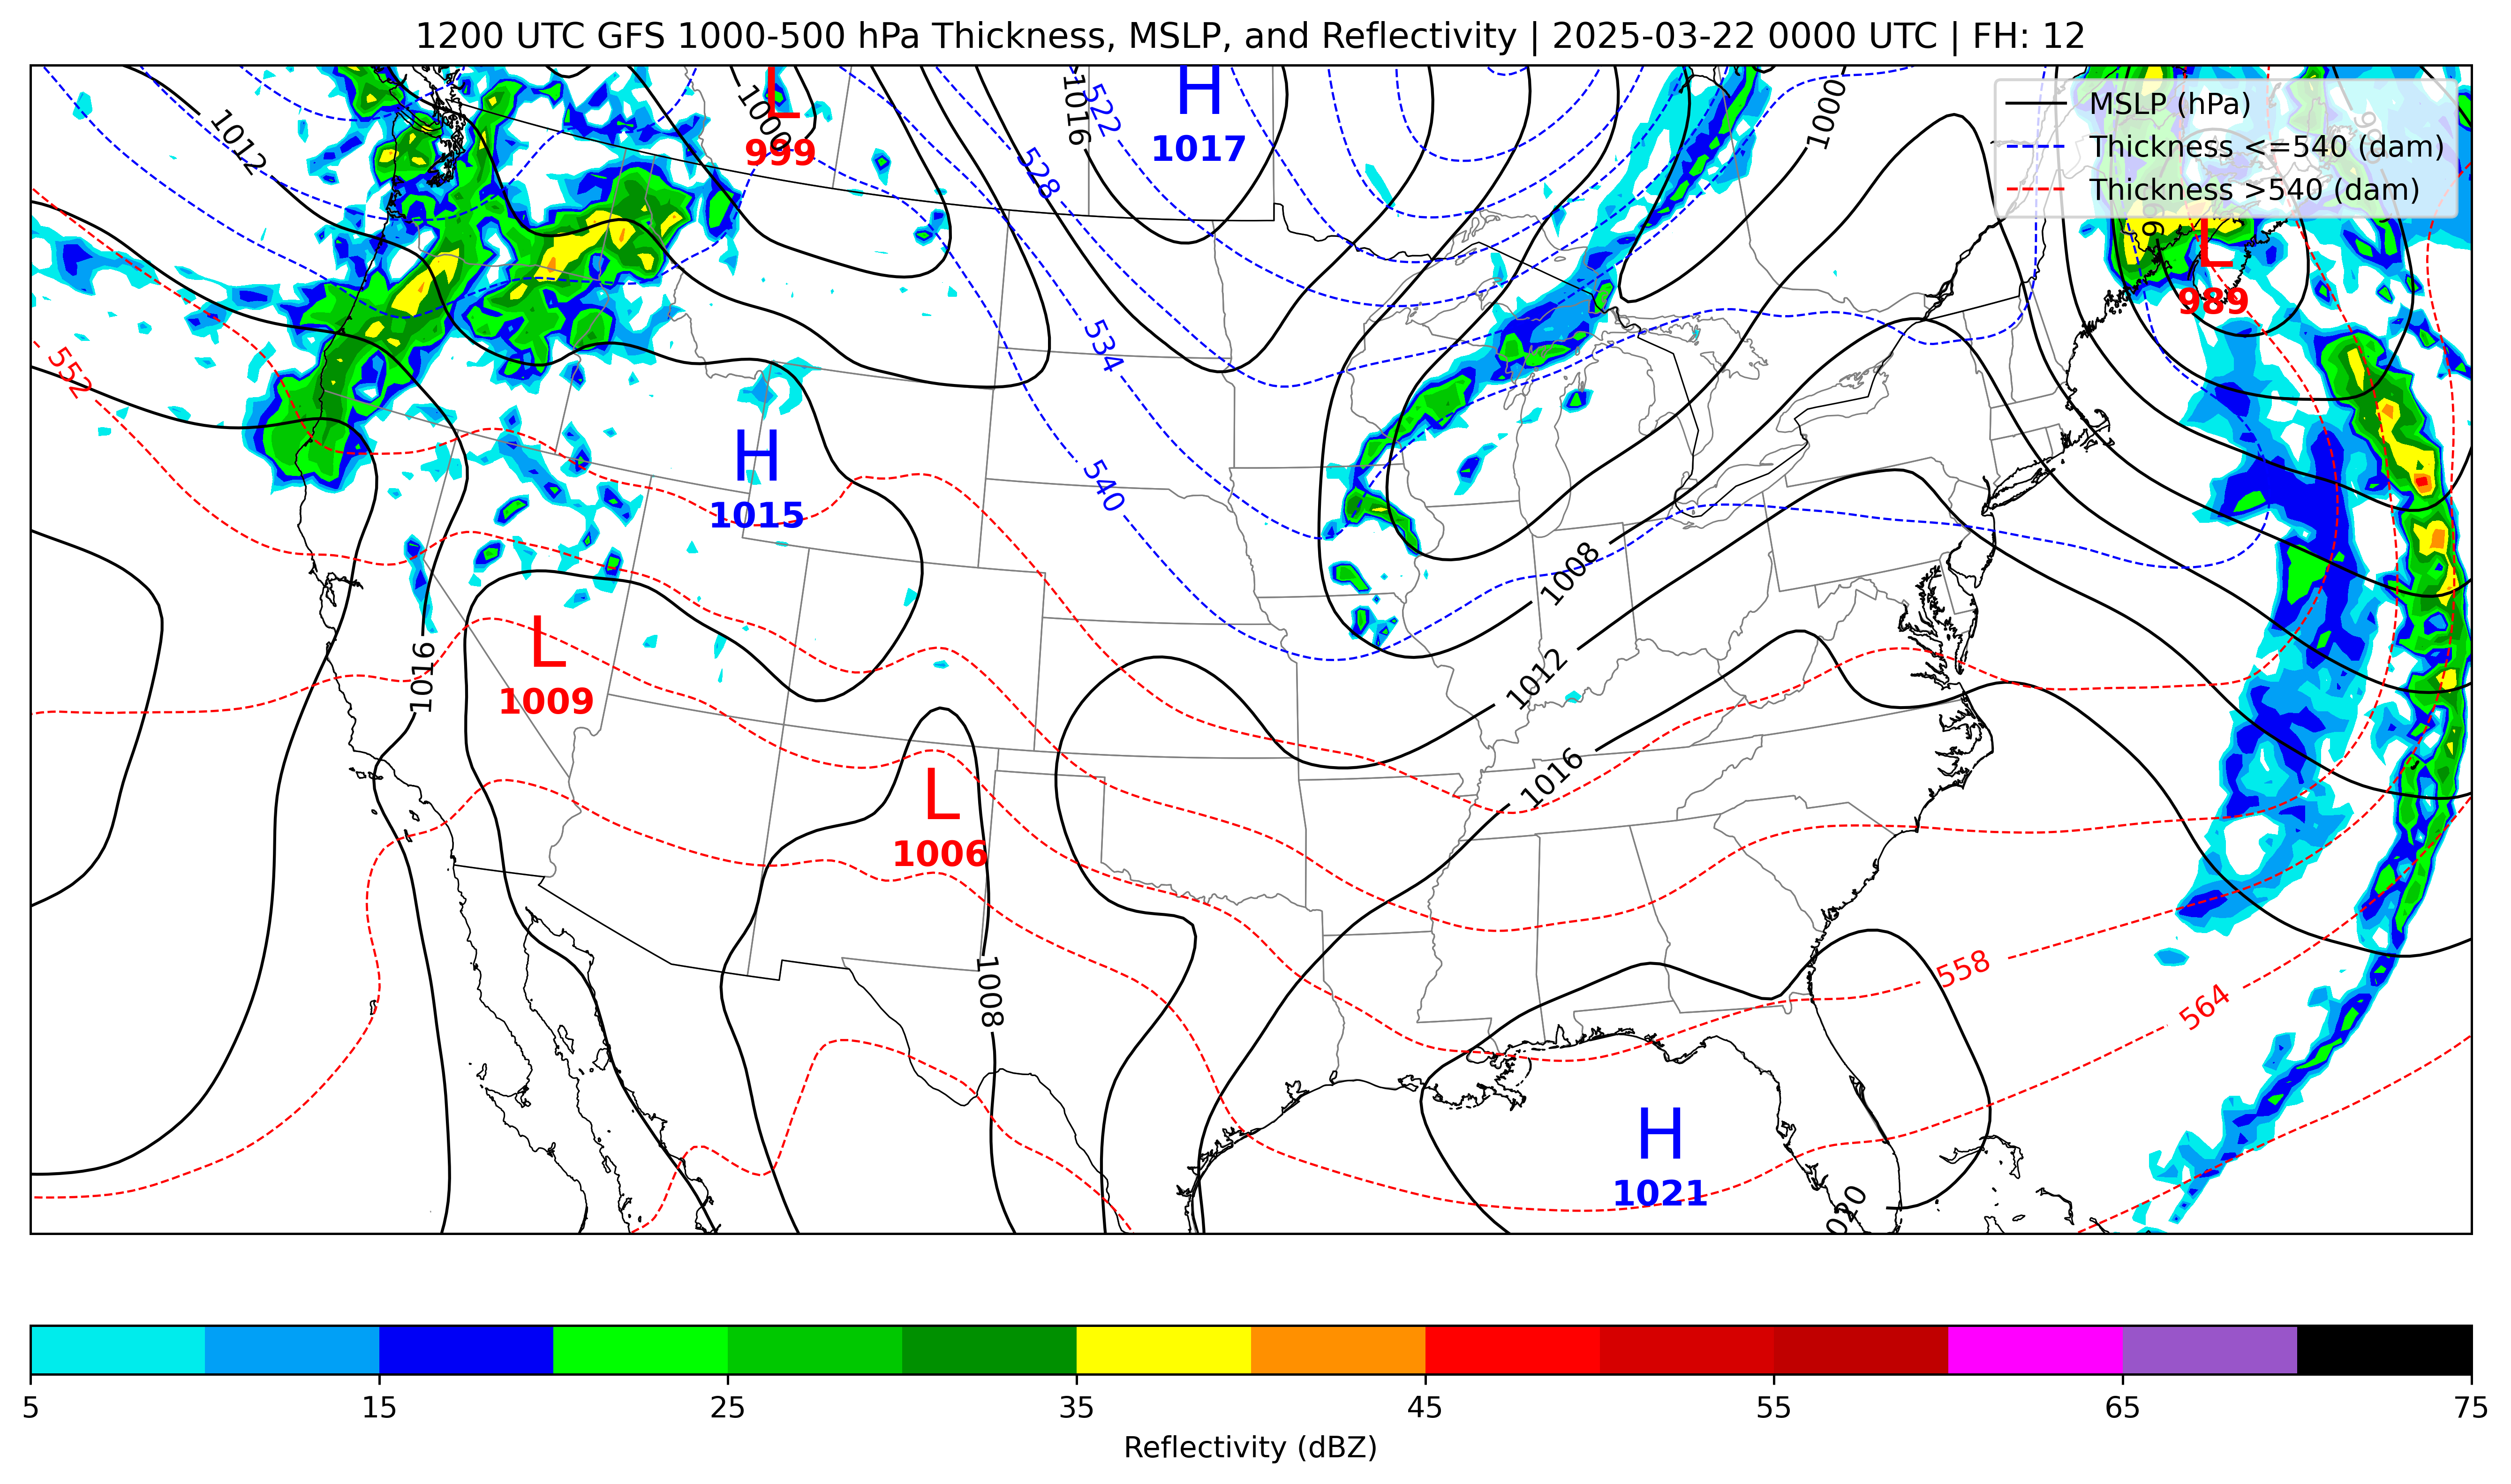 1200 UTC GFS 1000-500 hPa Thickness, MSLP, and Reflectivity | 2025-03-22 0000 UTC | FH: 12
MSLP (hPa)
Thickness <=540 (dam)
Thickness >540 (dam)
1012
1000
L
999
1016
522
H
1017
1000
528
L
989
534
552
540
H
1015
1008
L
1009
1016
1012
L
1006
1016
1008
558
564
H
1021
1020
5
15
25
35
45
55
65
75
Reflectivity (dBZ)